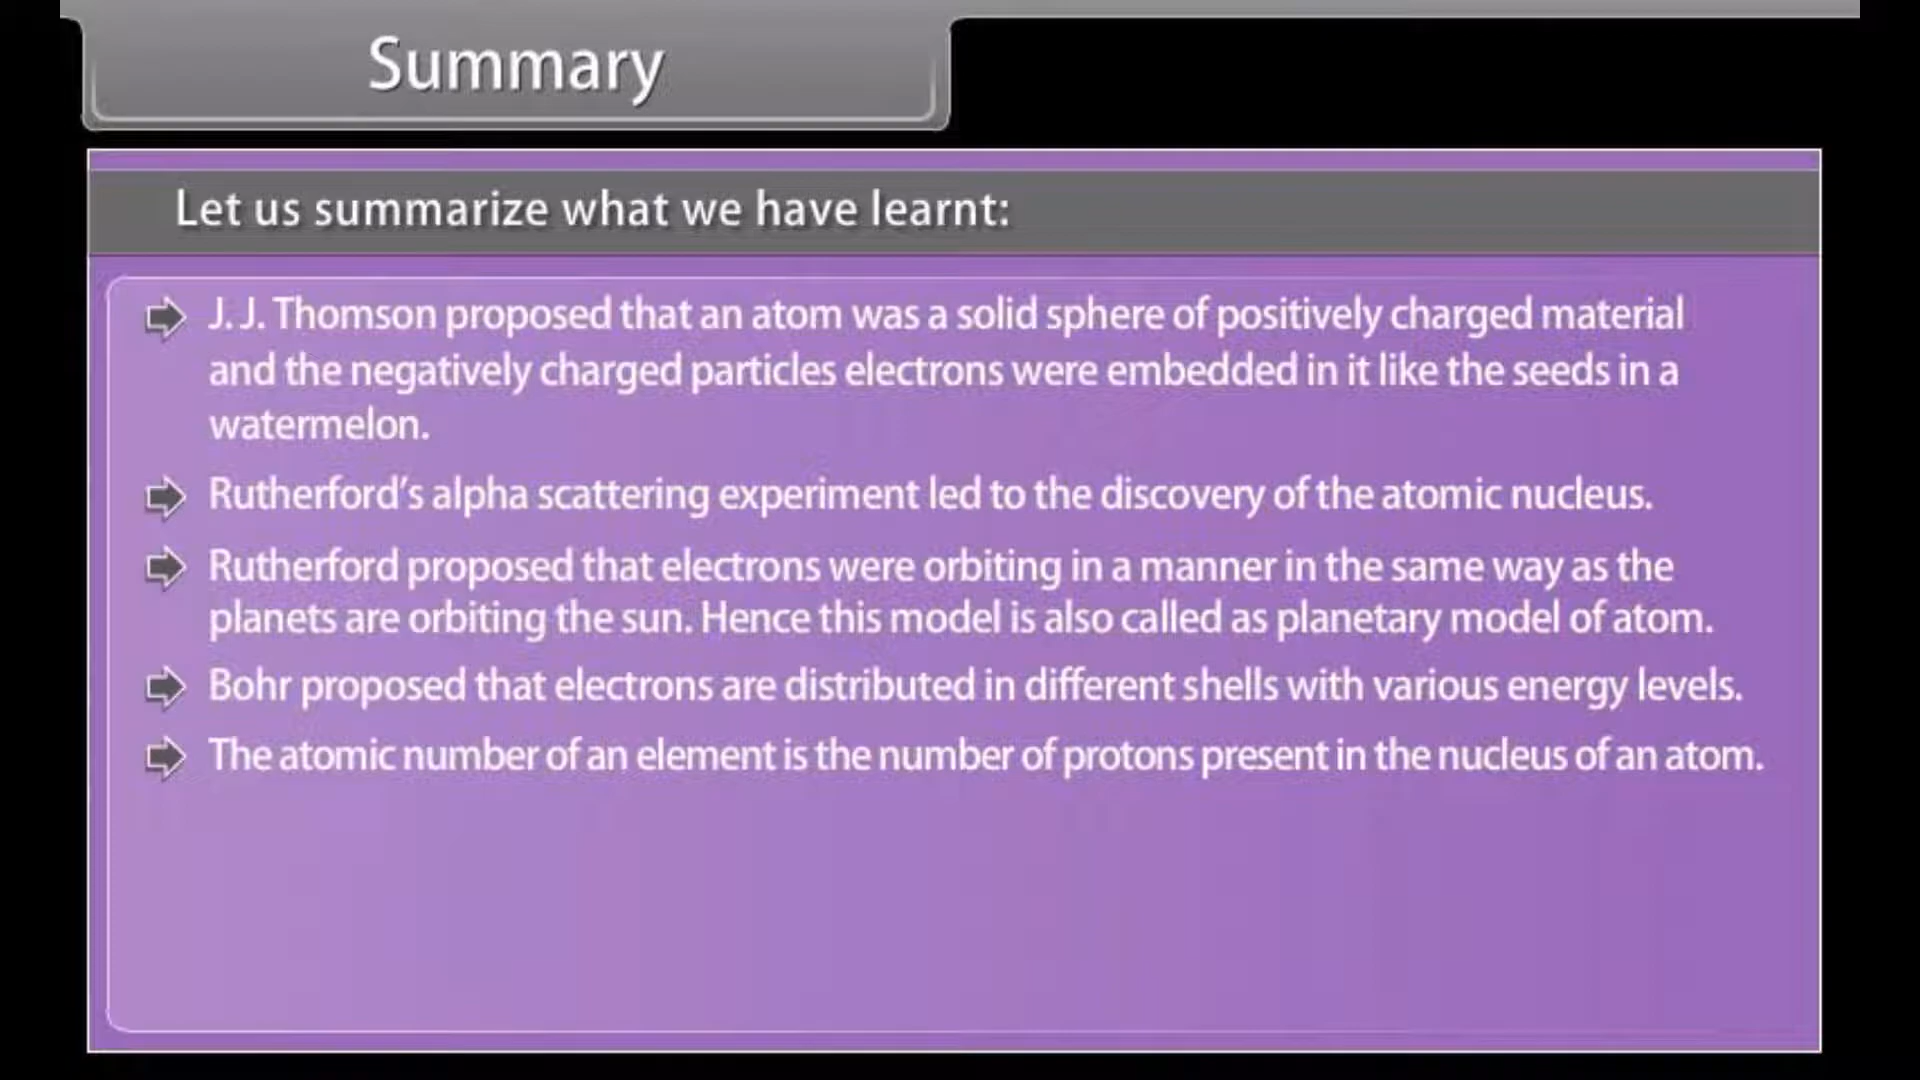 Summary
Let us summarize what we have learnt:
J. J. Thomson proposed that an atom was a solid sphere of positively charged material
and the negatively charged particles electrons were embedded in it like the seeds in a
watermelon.
Rutherford's alpha scattering experiment led to the discovery of the atomic nucleus.
Rutherford proposed that electrons were orbiting in a manner in the same way as the
planets are orbiting the sun. Hence this model is also called as planetary model of atom.
Bohr proposed that electrons are distributed in different shells with various energy levels.
The atomic number of an element is the number of protons present in the nucleus of an atom.